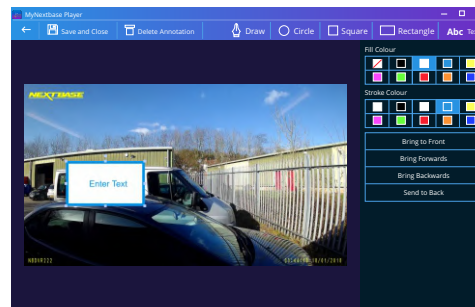 MyNextbase Player
Save and Close
Delete Annotation
Draw
Circle
Square
Rectangle
Abc
Fill Colour
Stroke Colour
NEXTBASE
Enter Text
Bring to Front
Bring Forwards
Bring Backwards
Send to Back